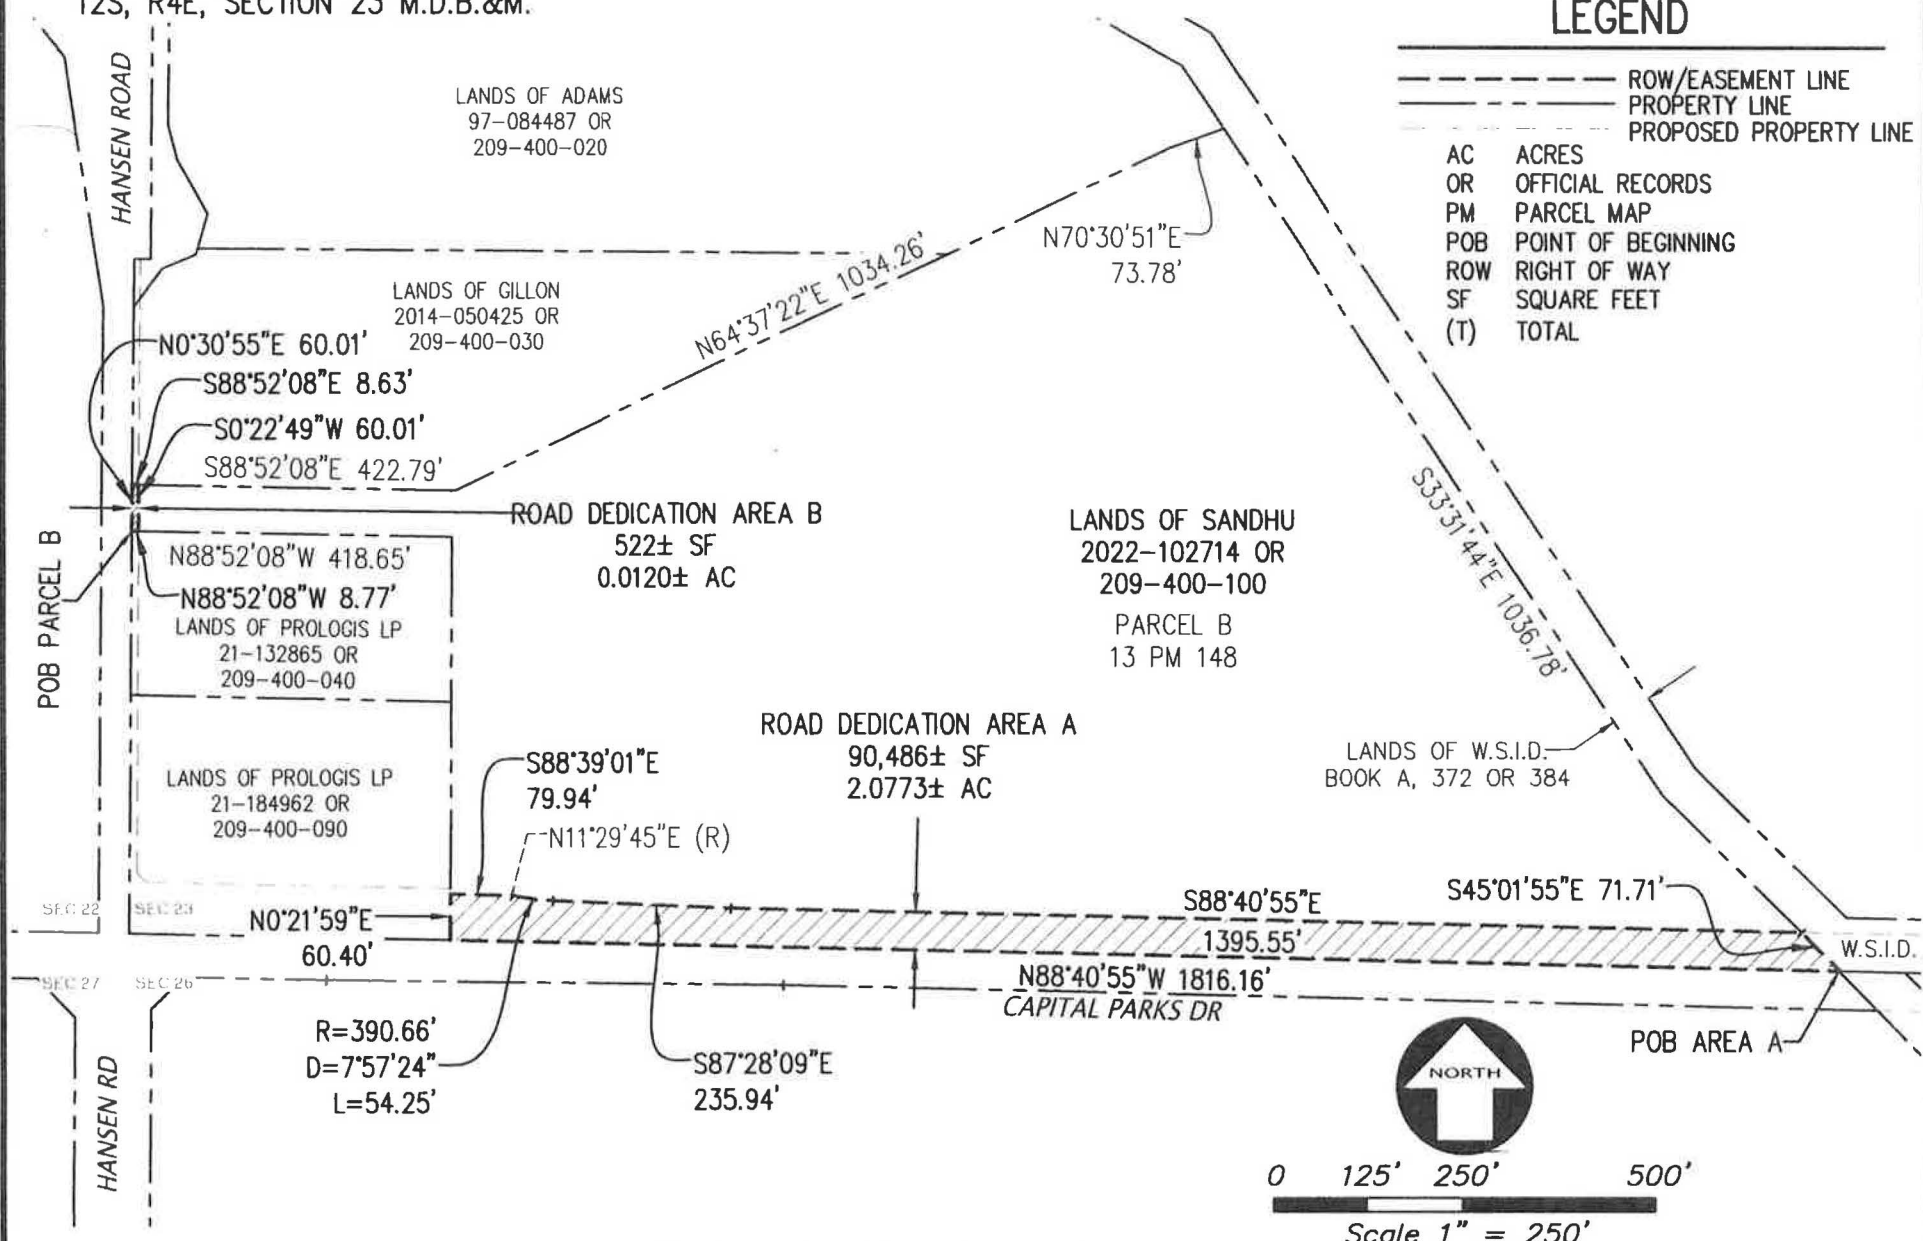 T2S, R4E, SECTION 23 M.D.B.&M.
LEGEND
ROW/EASEMENT LINE
PROPERTY LINE
PROPOSED PROPERTY LINE
AC ACRES
OR OFFICIAL RECORDS
PM PARCEL MAP
POB POINT OF BEGINNING
ROW RIGHT OF WAY
SF SQUARE FEET
(T) TOTAL
HANSEN ROAD
LANDS OF ADAMS
97-084487 OR
209-400-020
N70°30'51"E
73.78'
N64°37'22"E 1034.26'
LANDS OF GILLON
2014-050425 OR
209-400-030
N0°30'55"E 60.01'
S88°52'08"E 8.63'
S0°22'49"W 60.01'
S88°52'08"E 422.79'
ROAD DEDICATION AREA B
522± SF
0.0120± AC
LANDS OF SANDHU
2022-102714 OR
209-400-100
PARCEL B
13 PM 148
S33°31'44"E 1036.78'
POB PARCEL B
N88°52'08"W 418.65'
N88°52'08"W 8.77'
LANDS OF PROLOGIS LP
21-132865 OR
209-400-040
ROAD DEDICATION AREA A
90,486± SF
2.0773± AC
LANDS OF W.S.I.D.
BOOK A, 372 OR 384
LANDS OF PROLOGIS LP
21-184962 OR
209-400-090
S88°39'01"E
79.94'
N11°29'45"E (R)
SEC 22
SEC 23
N0°21'59"E
60.40'
S88°40'55"E
1395.55'
S45°01'55"E 71.71'
W.S.I.D.
SEC 27
SEC 26
N88°40'55"W 1816.16'
CAPITAL PARKS DR
R=390.66'
D=7°57'24"
L=54.25'
S87°28'09"E
235.94'
POB AREA A
HANSEN RD
NORTH
0 125' 250' 500'
Scale 1" = 250'